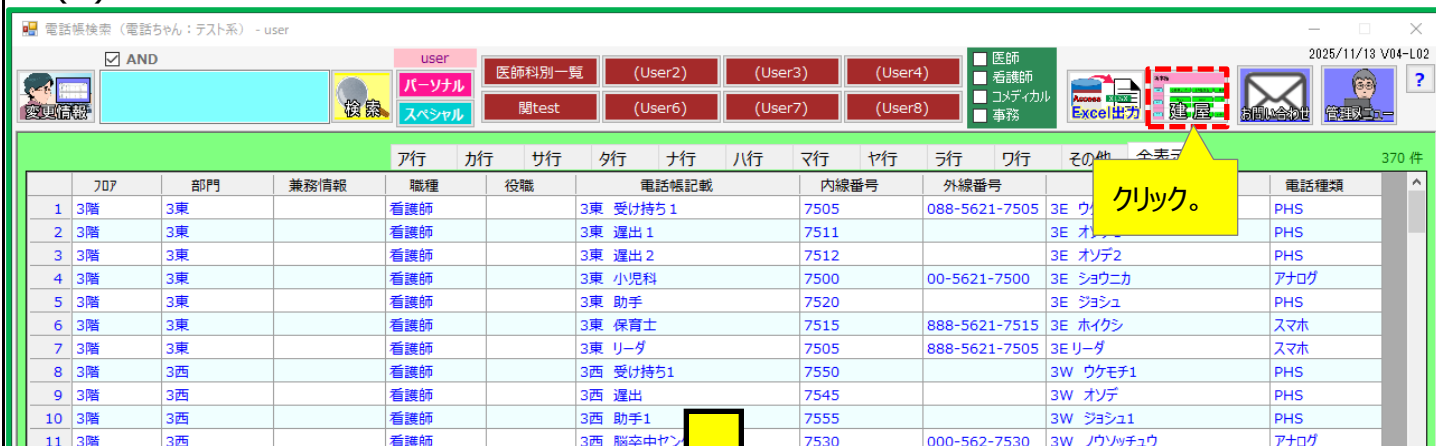 電話帳検索（電話ちゃん：テスト系） - user
2025/11/13 V04-L02
AND
変更情報
検索
user
パーソナル
スペシャル
医師科別一覧 (User2) (User3) (User4)
関test (User6) (User7) (User8)
医師
看護師
コメディカル
事務
Access
Excel出力
建屋
お問い合わせ
管理メニュー
?
クリック。
ア行 カ行 サ行 タ行 ナ行 ハ行 マ行 ヤ行 ラ行 ワ行 その他
370 件
フロア 部門 兼務情報 職種 役職 電話帳記載 内線番号 外線番号 電話種類
1 3階 3東 看護師 3東 受け持ち1 7505 088-5621-7505 3E PHS
2 3階 3東 看護師 3東 遅出1 7511 3E PHS
3 3階 3東 看護師 3東 遅出2 7512 3E オソデ2 PHS
4 3階 3東 看護師 3東 小児科 7500 00-5621-7500 3E ショウニカ アナログ
5 3階 3東 看護師 3東 助手 7520 3E ジョシュ PHS
6 3階 3東 看護師 3東 保育士 7515 888-5621-7515 3E ホイクシ スマホ
7 3階 3東 看護師 3東 リーダ 7505 888-5621-7505 3Eリーダ スマホ
8 3階 3西 看護師 3西 受け持ち1 7550 3W ウケモチ1 PHS
9 3階 3西 看護師 3西 遅出 7545 3W オソデ PHS
10 3階 3西 看護師 3西 助手1 7555 3W ジョシュ1 PHS
11 3階 3西 看護師 3西 脳卒中セン 7530 000-562-7530 3W ノウソッチュウ アナログ